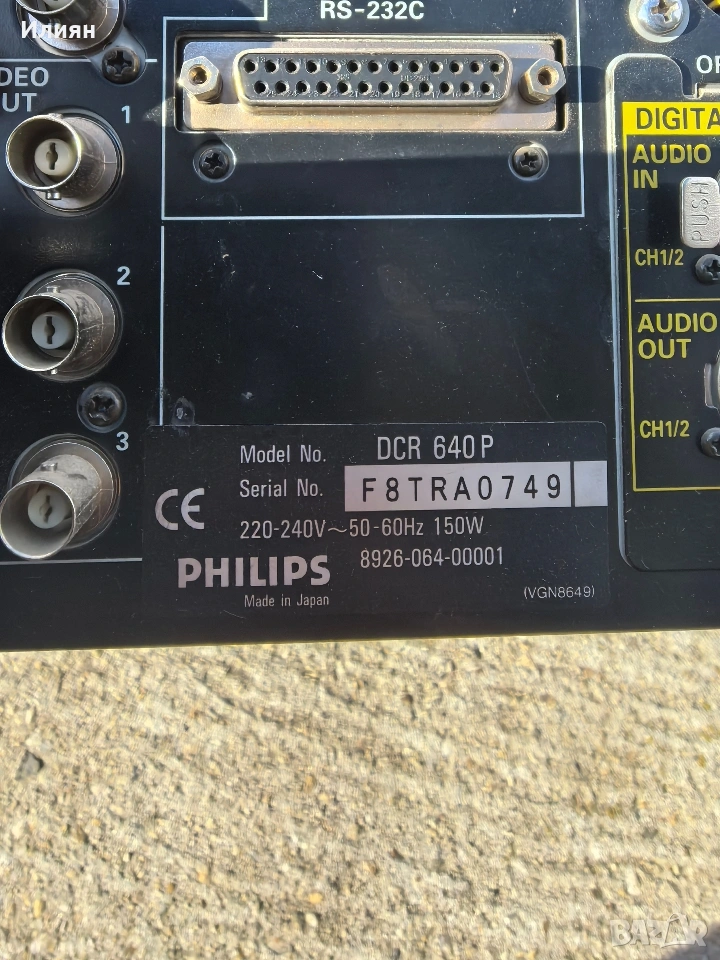 Илиян
RS-232C
OUT
1
2
3
DIGITA
AUDIO
IN
PUSH
CH1/2
AUDIO
OUT
CH1/2
Model No. DCR 640P
Serial No. F8TRA0749
CE
220-240V~50-60Hz 150W
PHILIPS 8926-064-00001
Made in Japan
(VGN8649)
BAZAR